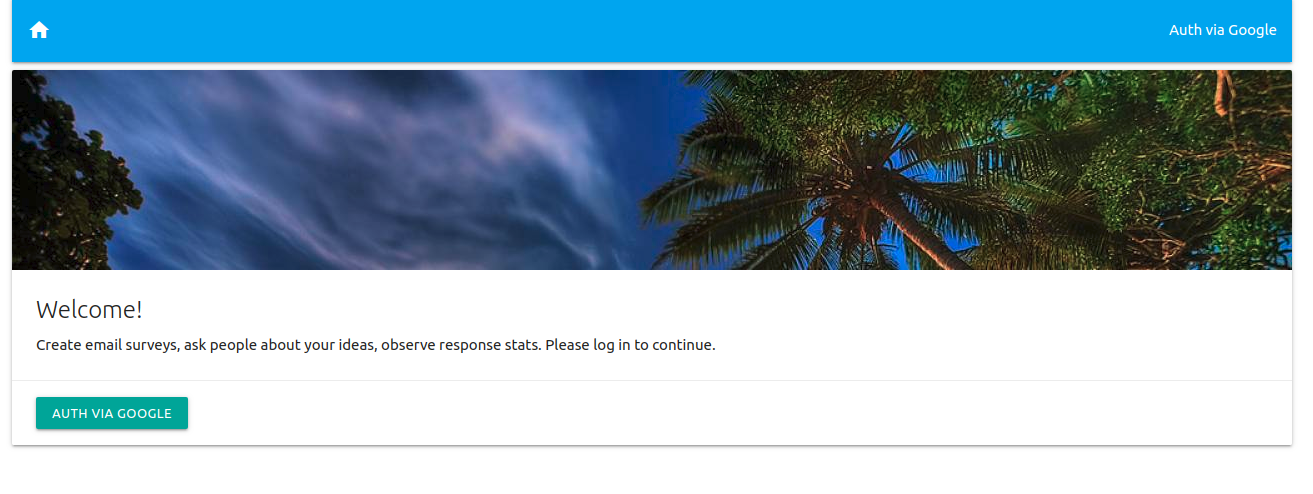 Auth via Google
Welcome!
Create email surveys, ask people about your ideas, observe response stats. Please log in to continue.
AUTH VIA GOOGLE